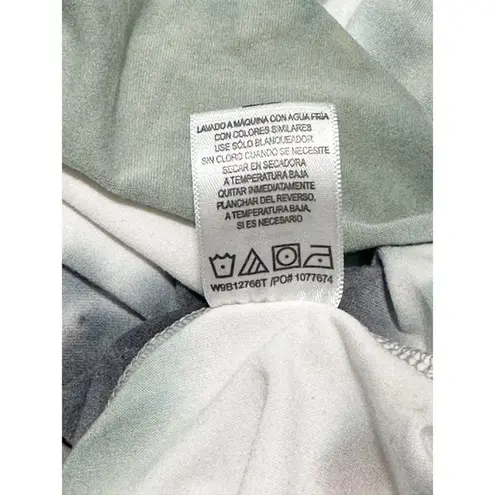 LAVADO A MÁQUINA CON AGUA FRÍA
CON COLORES SIMILARES
USE SÓLO BLANQUEADOR
SIN CLORO CUANDO SE NECESITE
SECAR EN SECADORA
A TEMPERATURA BAJA
QUITAR INMEDIATAMENTE
PLANCHAR DEL REVERSO,
A TEMPERATURA BAJA,
SI ES NECESARIO
W9B12766T /PO# 1077674